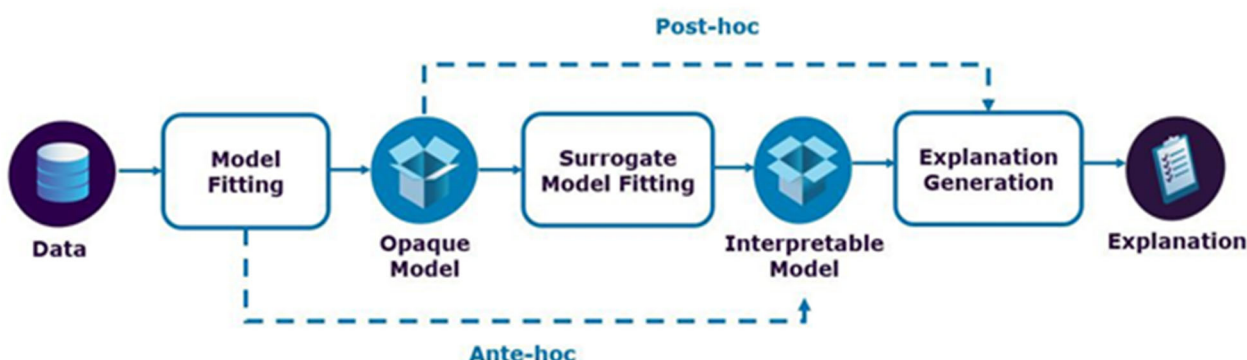 Post-hoc
Data
Model
Fitting
Opaque
Model
Surrogate
Model Fitting
Interpretable
Model
Explanation
Generation
Explanation
Ante-hoc